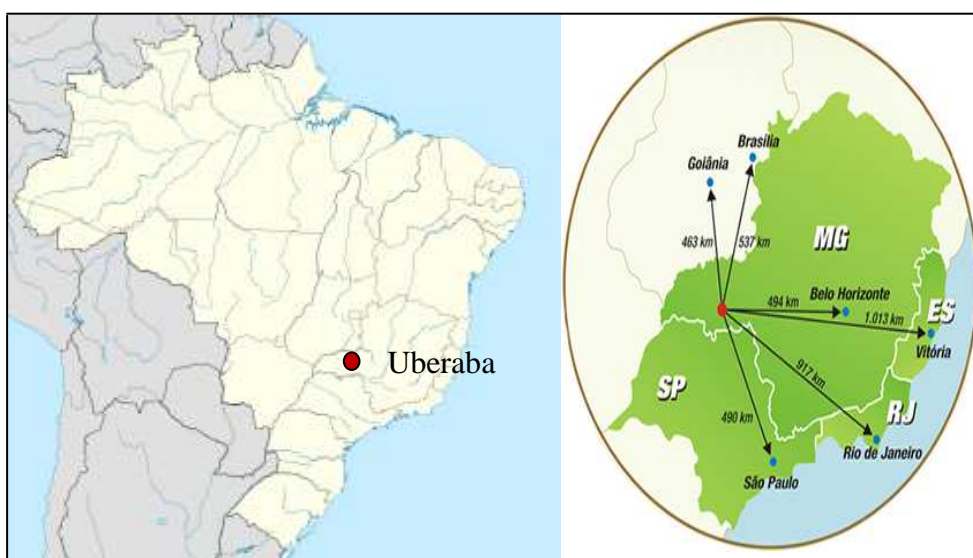 Uberaba
Brasília
Goiânia
463 km
537 km
MG
Belo Horizonte
494 km
1.013 km
ES
Vitória
917 km
SP
490 km
RJ
Rio de Janeiro
São Paulo